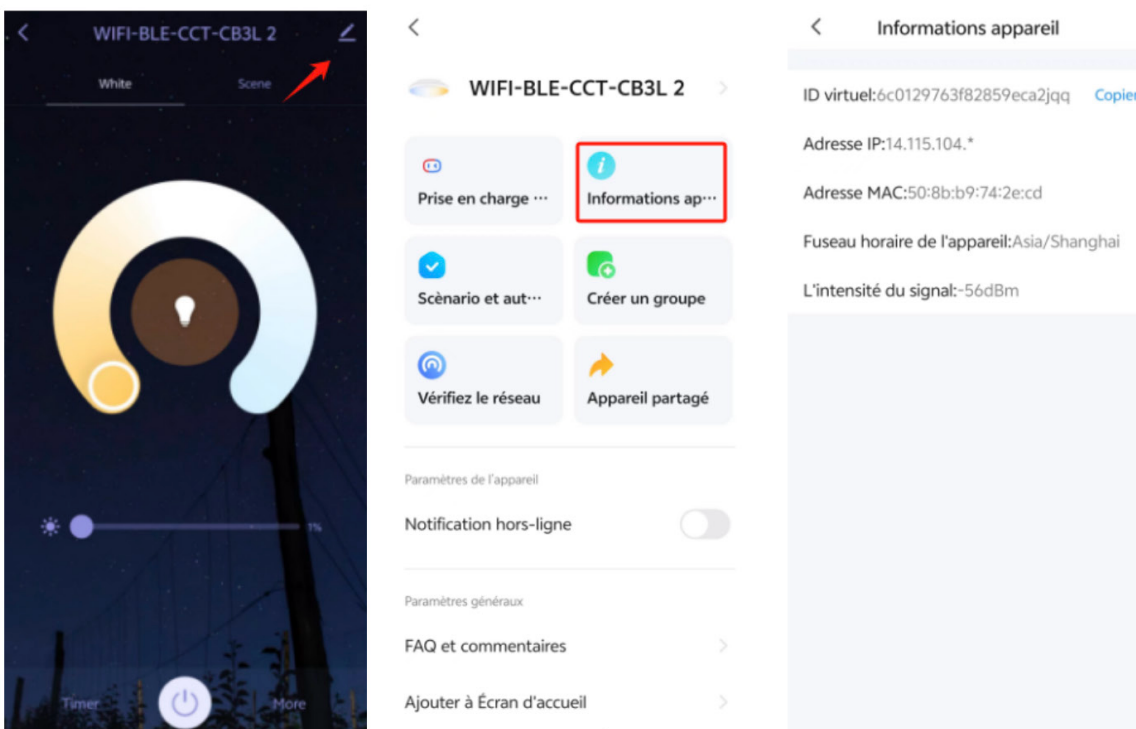 WIFI-BLE-CCT-CB3L 2
White Scene
1%
Timer More
WIFI-BLE-CCT-CB3L 2
Prise en charge ··· Informations ap···
Scènario et aut··· Créer un groupe
Vérifiez le réseau Appareil partagé
Paramètres de l'appareil
Notification hors-ligne
Paramètres généraux
FAQ et commentaires
Ajouter à Écran d'accueil
Informations appareil
ID virtuel:6c0129763f82859eca2jqq Copier
Adresse IP:14.115.104.*
Adresse MAC:50:8b:b9:74:2e:cd
Fuseau horaire de l'appareil:Asia/Shanghai
L'intensité du signal:-56dBm